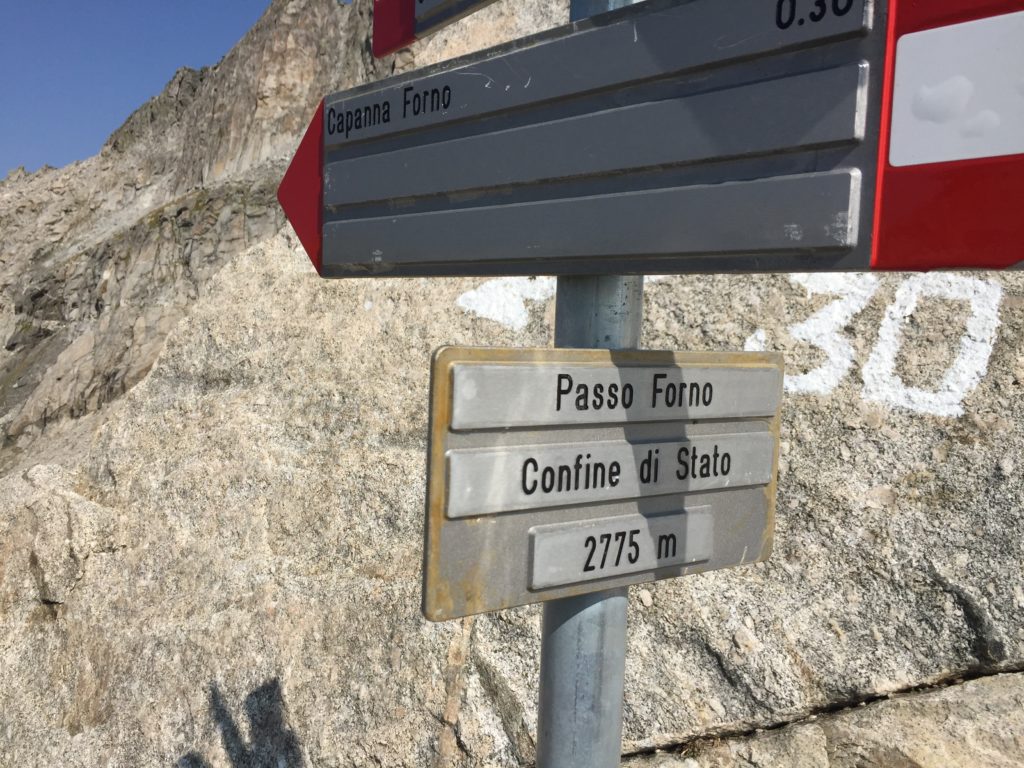 Capanna Forno 0.30
30
Passo Forno
Confine di Stato
2775 m